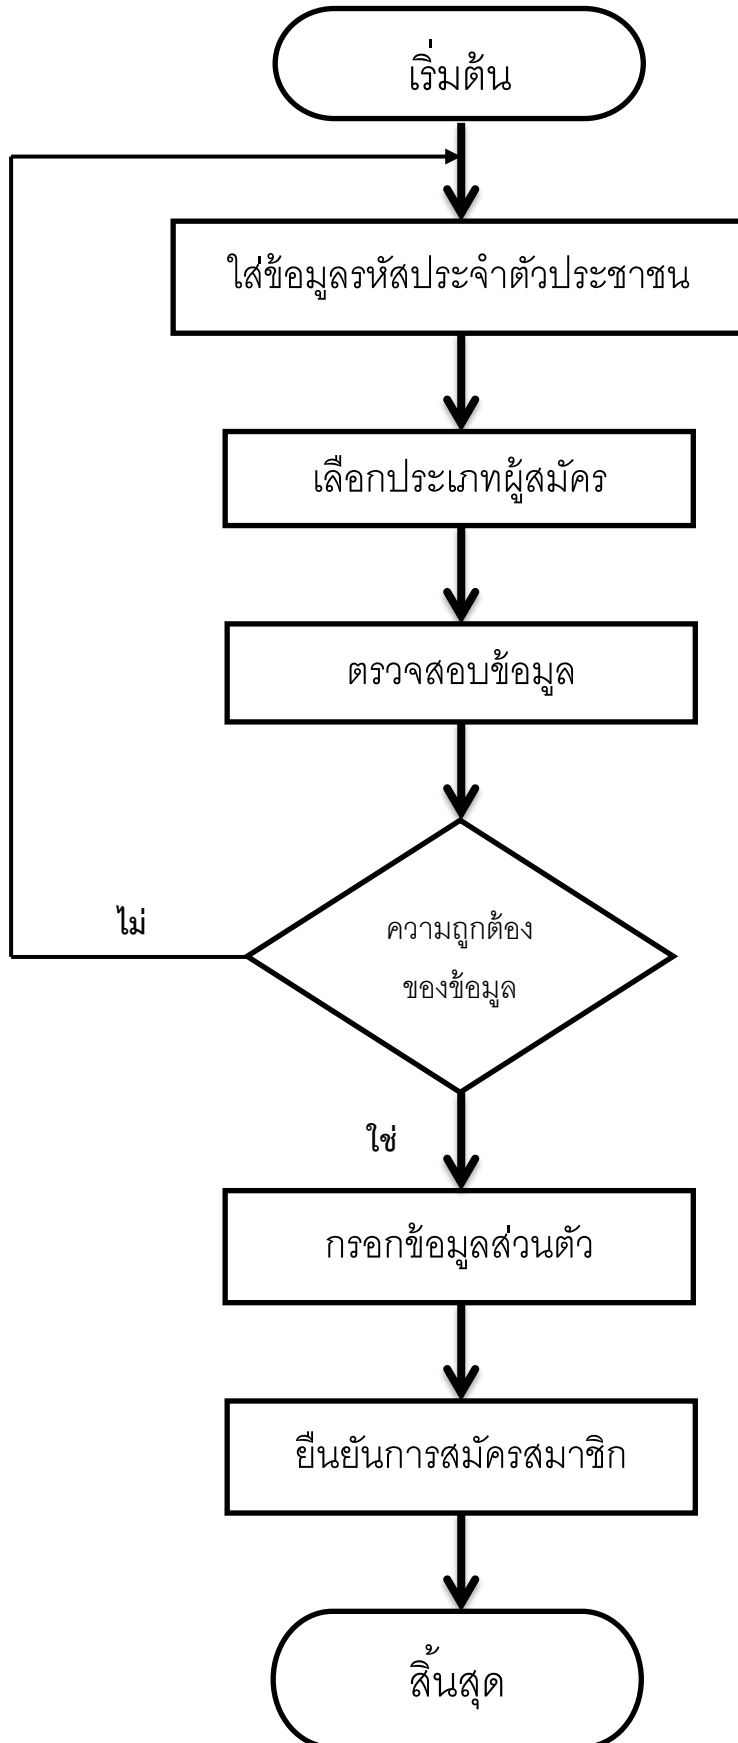 เริ่มต้น
ใส่ข้อมูลรหัสประจำตัวประชาชน
เลือกประเภทผู้สมัคร
ตรวจสอบข้อมูล
ความถูกต้อง
ของข้อมูล
ไม่
ใช่
กรอกข้อมูลส่วนตัว
ยืนยันการสมัครสมาชิก
สิ้นสุด